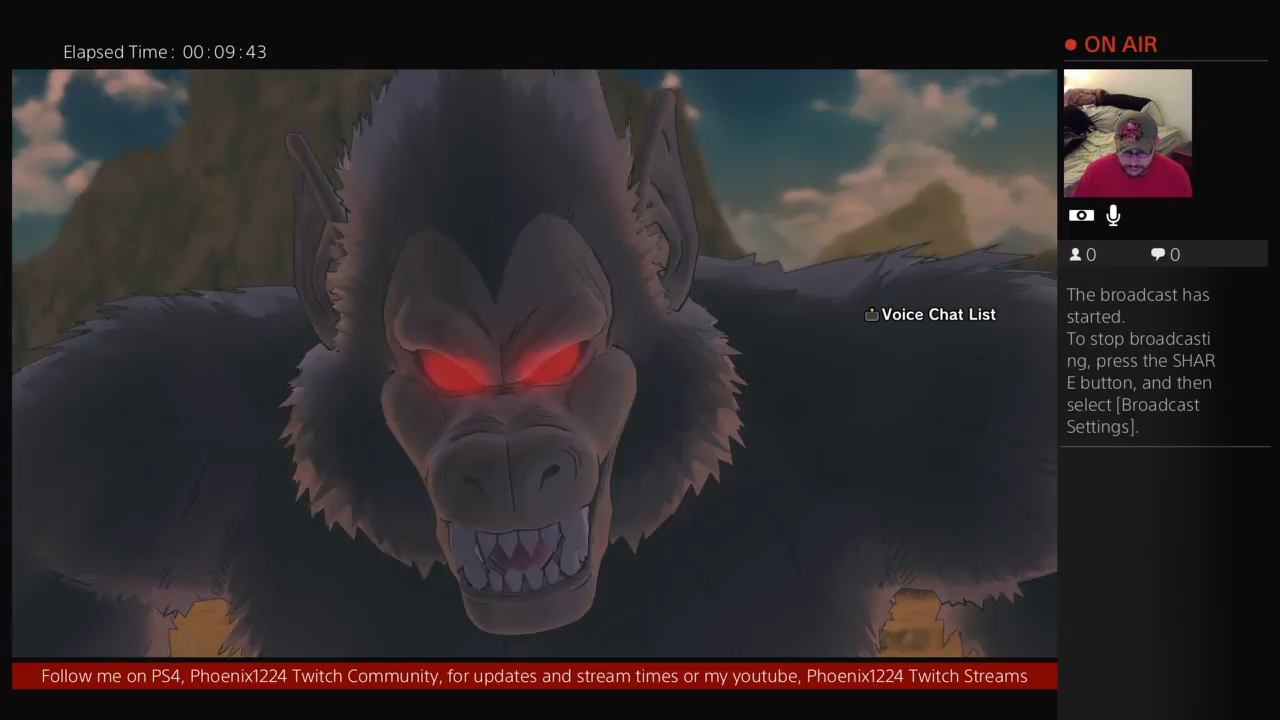 Elapsed Time: 00:09:43
ON AIR
0 0
Voice Chat List
The broadcast has
started.
To stop broadcasti
ng, press the SHAR
E button, and then
select [Broadcast
Settings].
Follow me on PS4, Phoenix1224 Twitch Community, for updates and stream times or my youtube, Phoenix1224 Twitch Streams